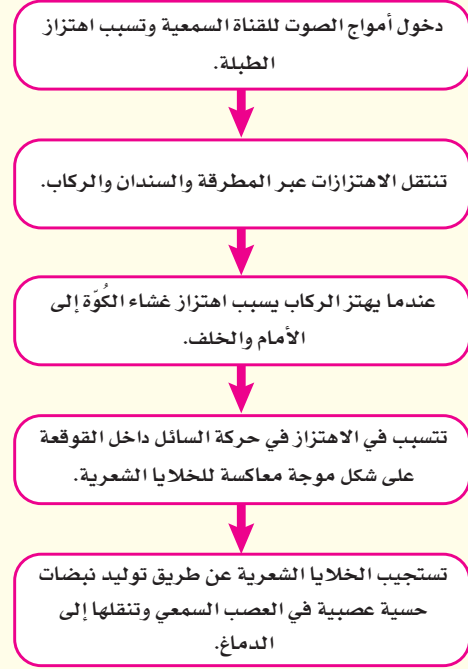 دخول أمواج الصوت للقناة السمعية وتسبب اهتزاز
الطبلة.
تنتقل الاهتزازات عبر المطرقة والسندان والركاب.
عندما يهتز الركاب يسبب اهتزاز غشاء الكُوّة إلى
الأمام والخلف.
تتسبب في الاهتزاز في حركة السائل داخل القوقعة
على شكل موجة معاكسة للخلايا الشعرية.
تستجيب الخلايا الشعرية عن طريق توليد نبضات
حسية عصبية في العصب السمعي وتنقلها إلى
الدماغ.